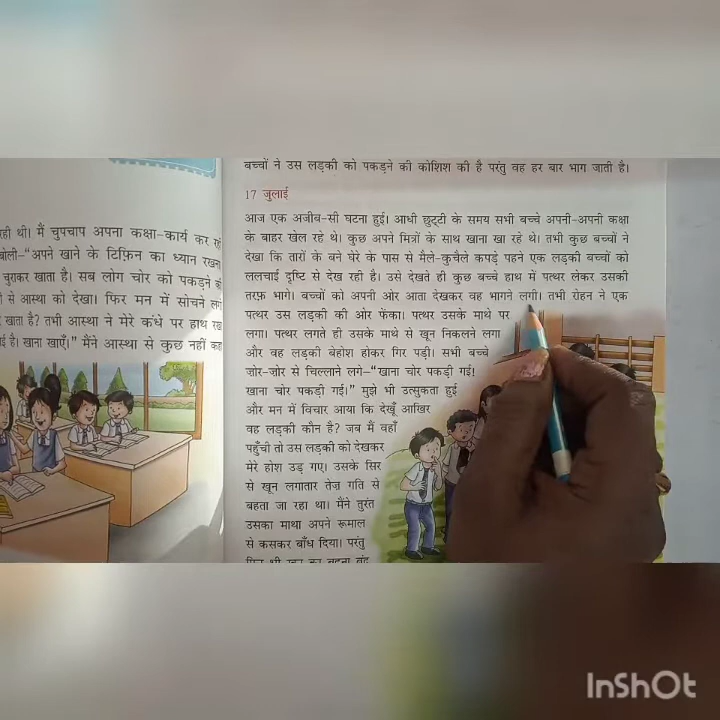 रही थी। मैं चुपचाप अपना कक्षा-कार्य कर रही
बोली-“अपने खाने के टिफ़िन का ध्यान रखना
चुराकर खाता है। सब लोग चोर को पकड़ने की
से आस्था को देखा। फिर मन में सोचने लगी
खाता है? तभी आस्था ने मेरे कंधे पर हाथ रख
है। खाना खाएँ।” मैंने आस्था से कुछ नहीं कहा
बच्चों ने उस लड़की को पकड़ने की कोशिश की है परंतु वह हर बार भाग जाती है।
17 जुलाई
आज एक अजीब-सी घटना हुई। आधी छुट्टी के समय सभी बच्चे अपनी-अपनी कक्षा
के बाहर खेल रहे थे। कुछ अपने मित्रों के साथ खाना खा रहे थे। तभी कुछ बच्चों ने
देखा कि तारों के बने घेरे के पास से मैले-कुचैले कपड़े पहने एक लड़की बच्चों को
ललचाई दृष्टि से देख रही है। उसे देखते ही कुछ बच्चे हाथ में पत्थर लेकर उसकी
तरफ़ भागे। बच्चों को अपनी ओर आता देखकर वह भागने लगी। तभी रोहन ने एक
पत्थर उस लड़की की ओर फेंका। पत्थर उसके माथे पर
लगा। पत्थर लगते ही उसके माथे से खून निकलने लगा
और वह लड़की बेहोश होकर गिर पड़ी। सभी बच्चे
ज़ोर-ज़ोर से चिल्लाने लगे-“खाना चोर पकड़ी गई!
खाना चोर पकड़ी गई।” मुझे भी उत्सुकता हुई
और मन में विचार आया कि देखूँ आखिर
वह लड़की कौन है? जब मैं वहाँ
पहुँची तो उस लड़की को देखकर
मेरे होश उड़ गए। उसके सिर
से खून लगातार तेज़ गति से
बहता जा रहा था। मैंने तुरंत
उसका माथा अपने रूमाल
से कसकर बाँध दिया। परंतु
InShOt